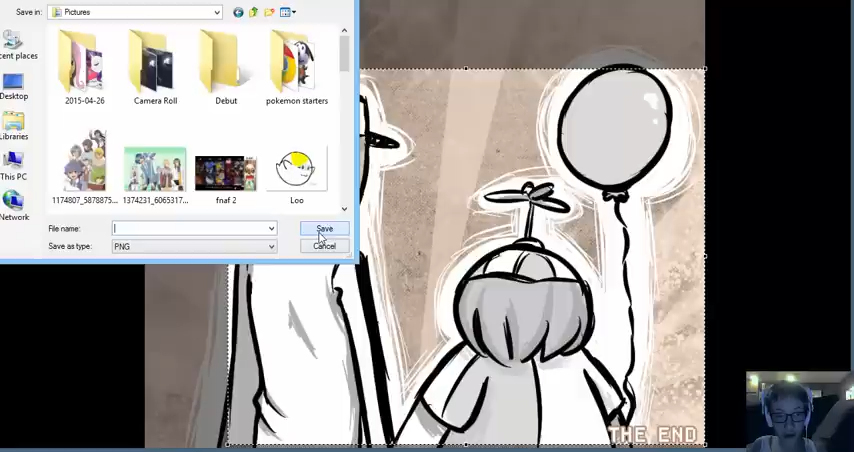 Save in: Pictures
cent places
Desktop
Libraries
This PC
Network
2015-04-26
Camera Roll
Debut
pokemon starters
1174807_5878875...
1374231_6065317...
fnaf 2
Loo
File name:
Save
Save as type: PNG
Cancel
THE END